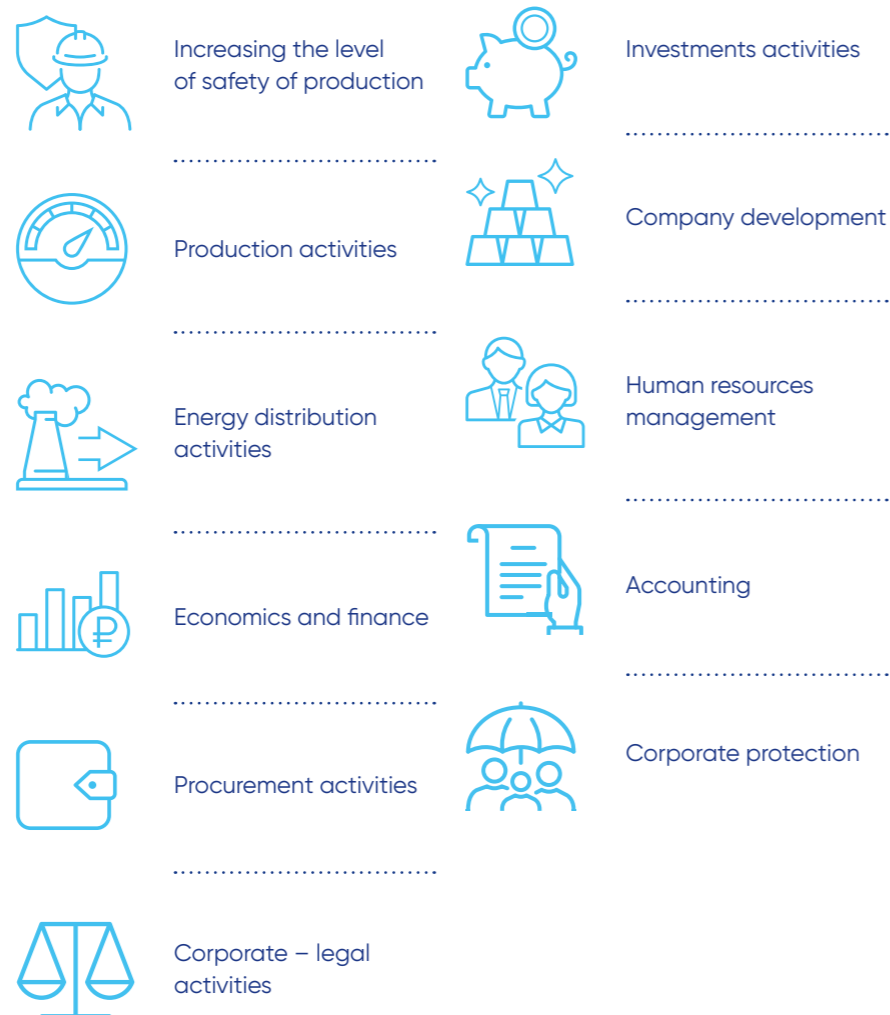 Increasing the level
of safety of production
Production activities
Energy distribution
activities
Economics and finance
Procurement activities
Corporate – legal
activities
Investments activities
Company development
Human resources
management
Accounting
Corporate protection